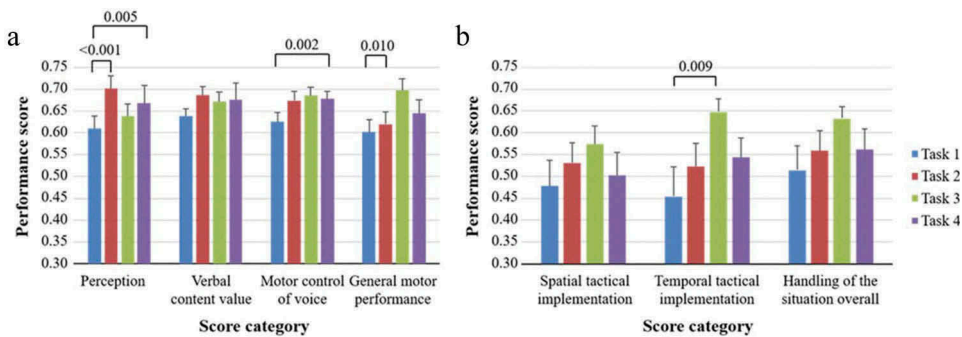 a
0.005
<0.001
0.002
0.010
0.75
0.70
0.65
0.60
0.55
0.50
0.45
0.40
0.35
0.30
Performance score
Perception
Verbal
content value
Motor control
of voice
General motor
performance
Score category
b
0.009
0.75
0.70
0.65
0.60
0.55
0.50
0.45
0.40
0.35
0.30
Performance score
Spatial tactical
implementation
Temporal tactical
implementation
Handling of the
situation overall
Score category
Task 1
Task 2
Task 3
Task 4